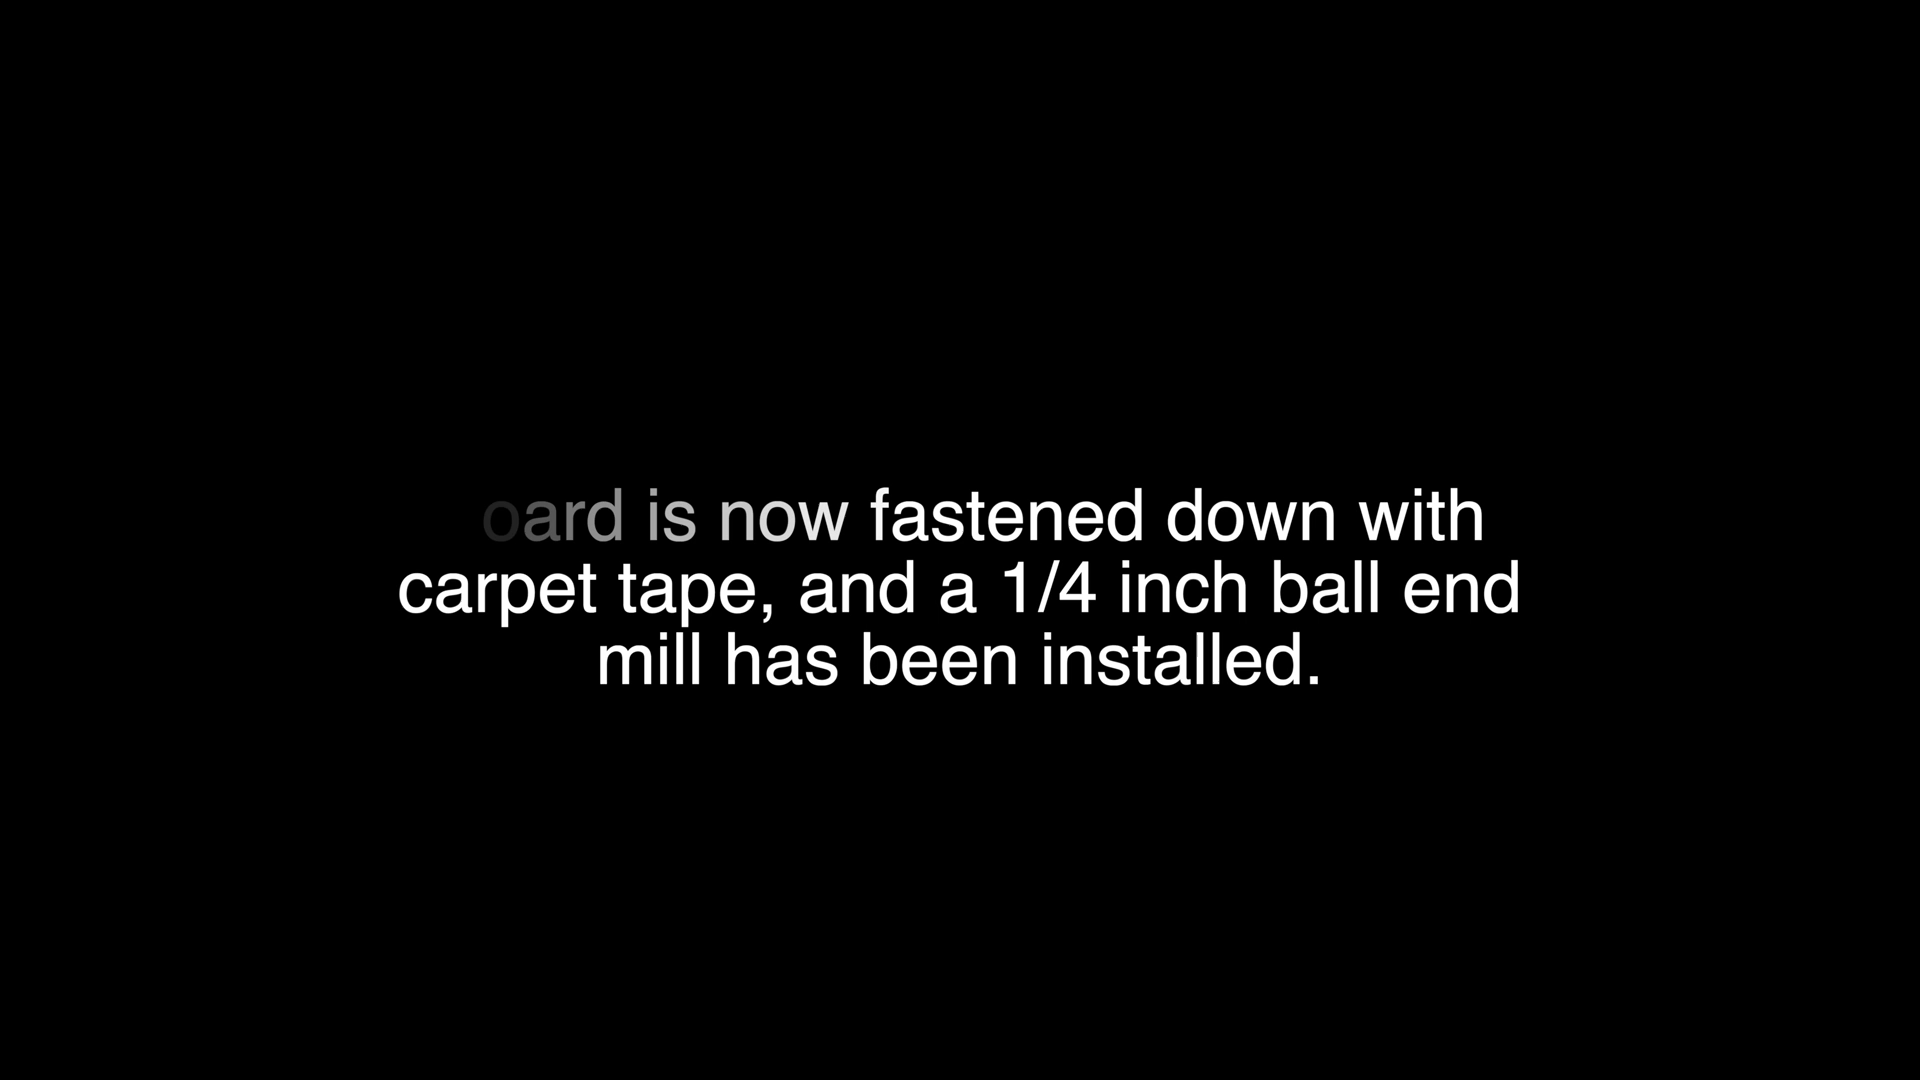 oard is now fastened down with
carpet tape, and a 1/4 inch ball end
mill has been installed.